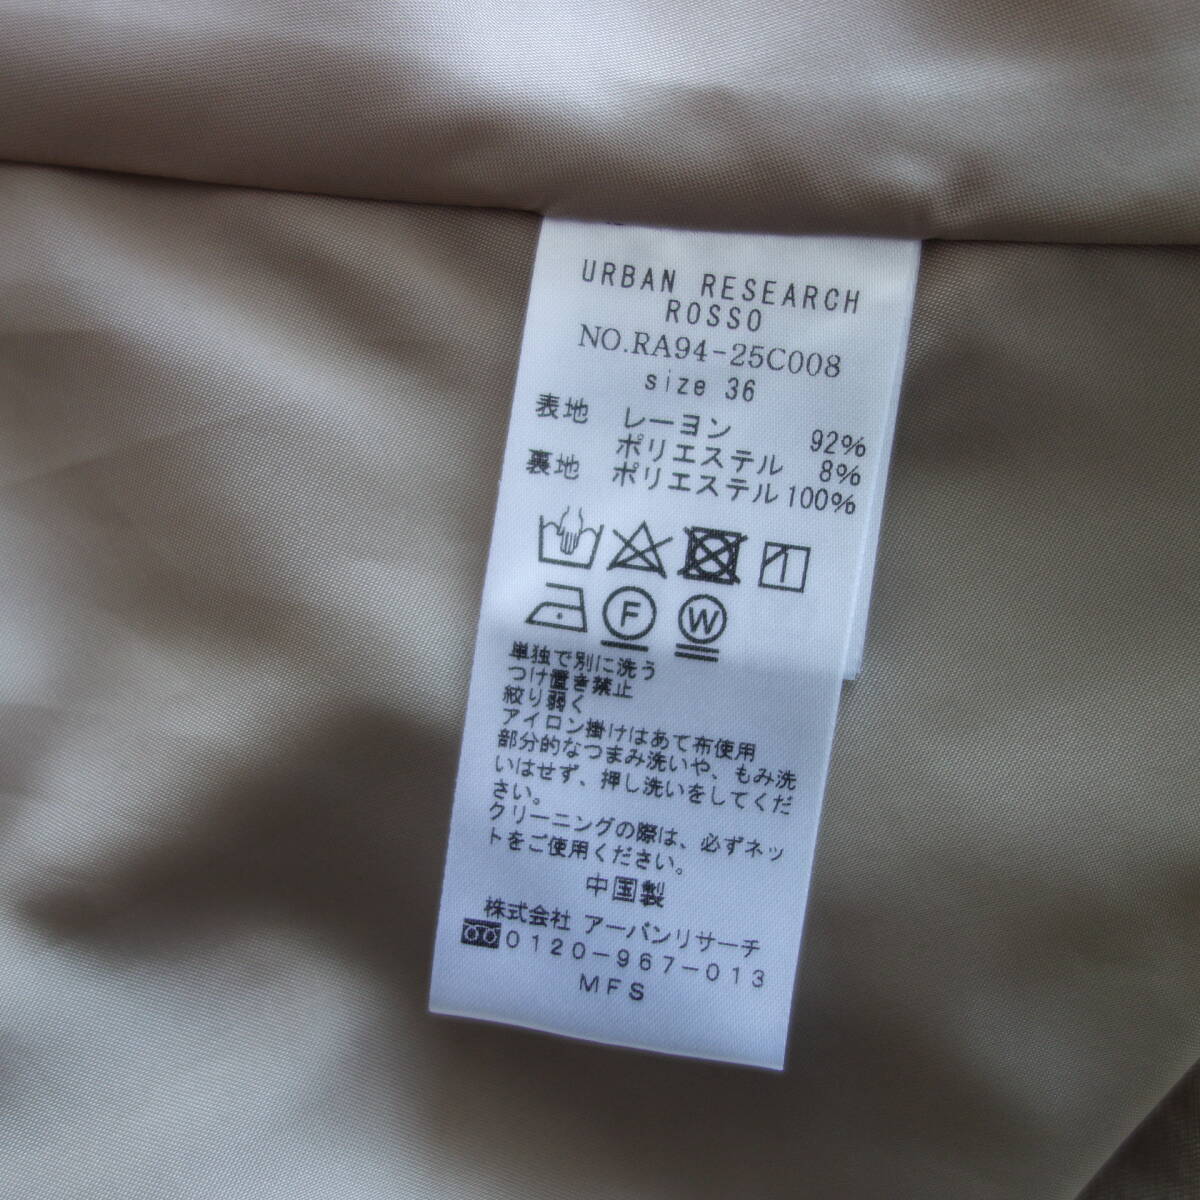 URBAN RESEARCH
ROSSO
NO.RA94-25C008
size 36
表地 レーヨン 92%
ポリエステル 8%
裏地 ポリエステル 100%
F W
単独で別に洗う
つけ置き禁止
絞り弱く
アイロン掛けはあて布使用
部分的なつまみ洗いや、もみ洗
いはせず、押し洗いをしてくだ
さい。
クリーニングの際は、必ずネッ
トをご使用ください。
中国製
株式会社 アーバンリサーチ
0120-967-013
MFS